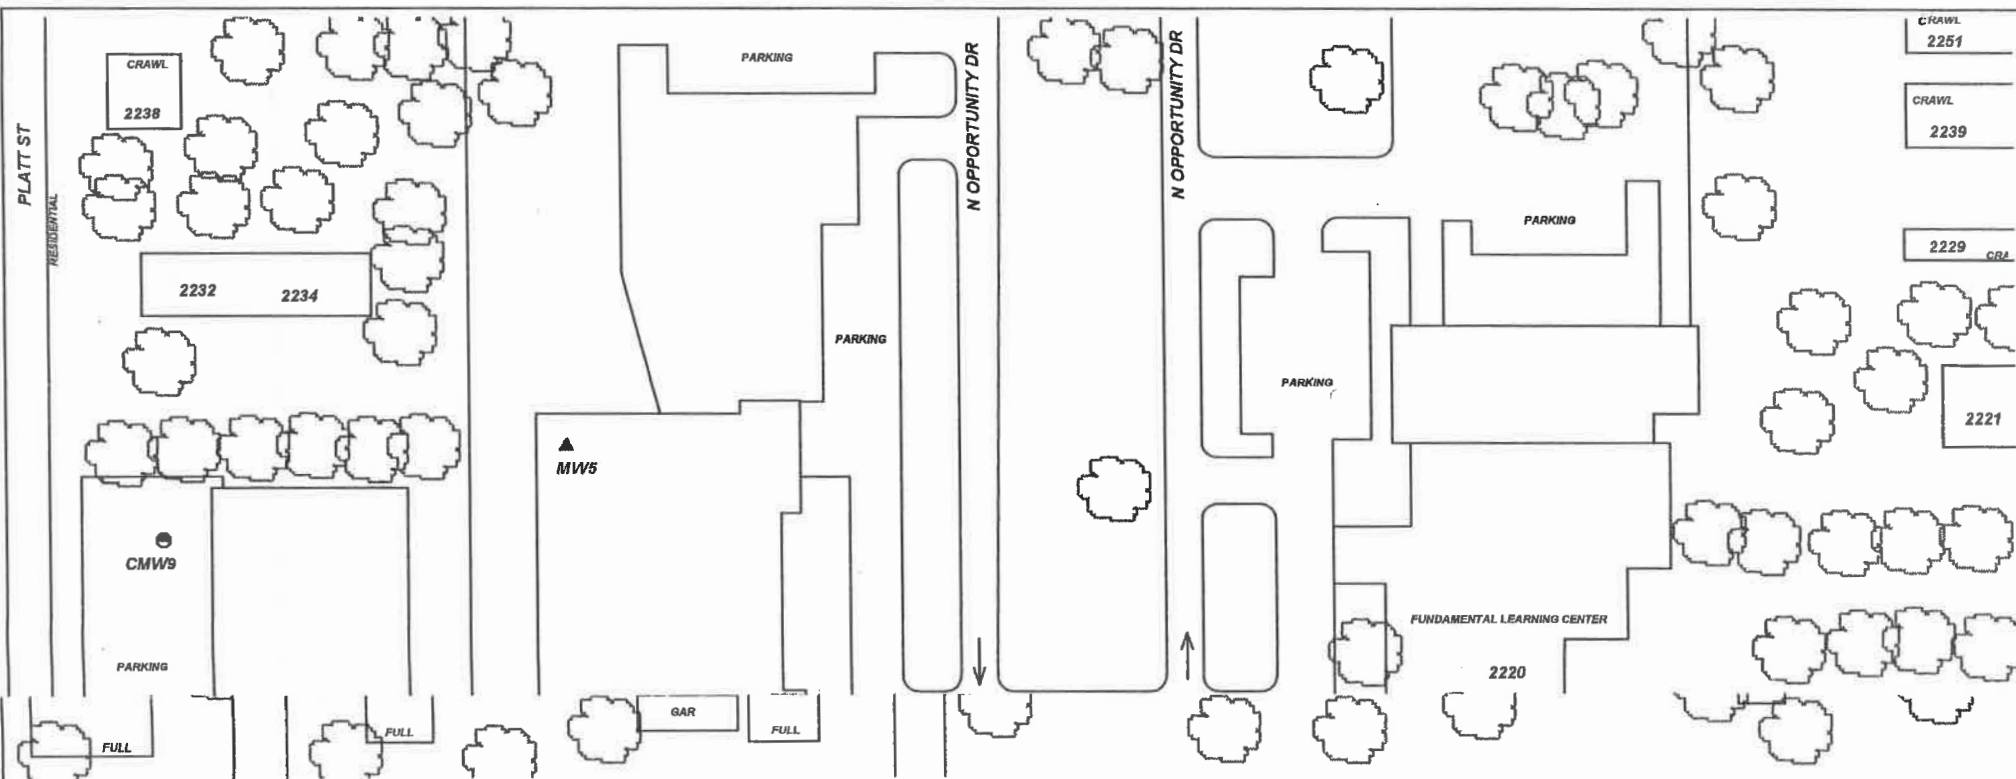 CRAWL
2251
CRAWL
2238
PARKING
N OPPORTUNITY DR
N OPPORTUNITY DR
CRAWL
2239
PLATT ST
RESIDENTIAL
PARKING
2229
2232
2234
PARKING
PARKING
2221
MW5
CMW9
FUNDAMENTAL LEARNING CENTER
2220
PARKING
FULL
FULL
GAR
FULL